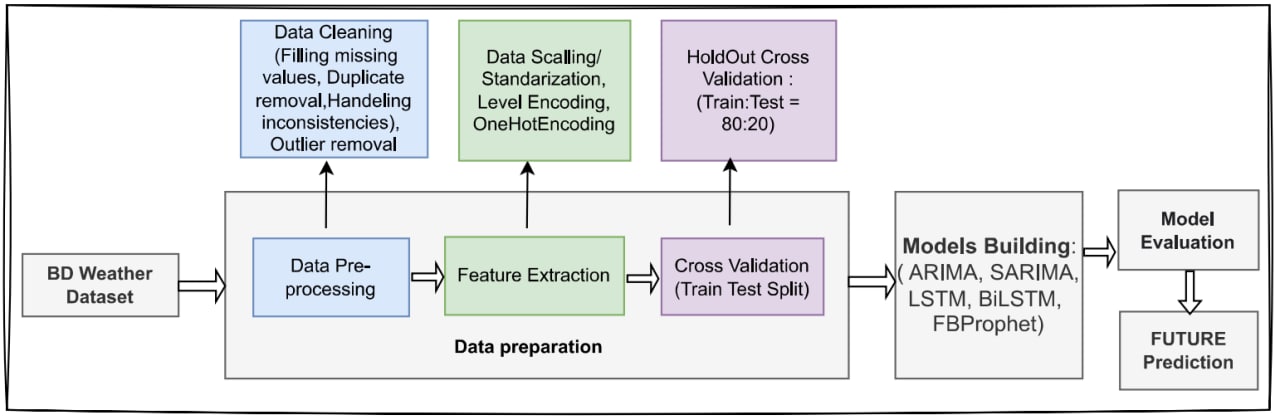 Data Cleaning
(Filling missing
values, Duplicate
removal,Handeling
inconsistencies),
Outlier removal
Data Scalling/
Standarization,
Level Encoding,
OneHotEncoding
HoldOut Cross
Validation :
(Train:Test =
80:20)
BD Weather
Dataset
Data Pre-
processing
Feature Extraction
Cross Validation
(Train Test Split)
Data preparation
Models Building:
( ARIMA, SARIMA,
LSTM, BiLSTM,
FBProphet)
Model
Evaluation
FUTURE
Prediction